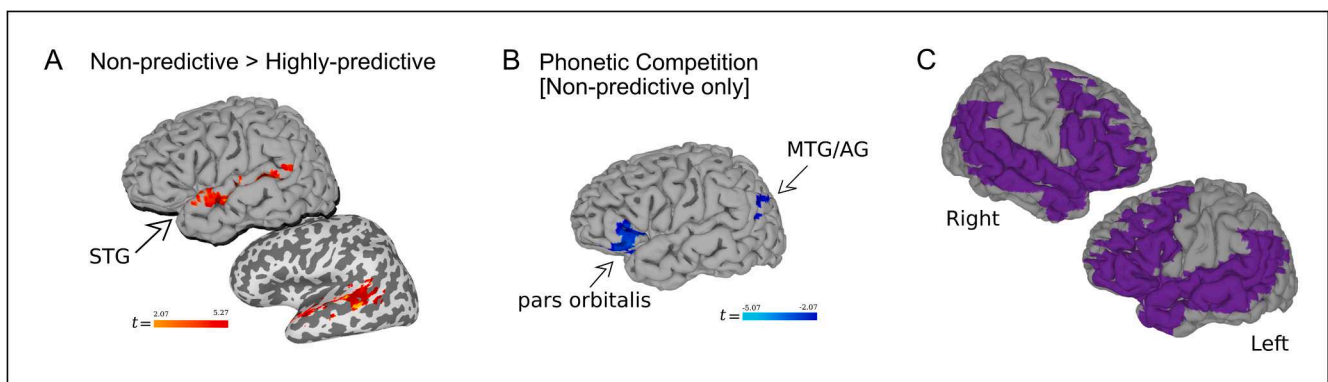 A Non-predictive > Highly-predictive
STG
t=
2.07 5.27
B Phonetic Competition
[Non-predictive only]
MTG/AG
pars orbitalis
t=
-5.07 -2.07
C
Right
Left